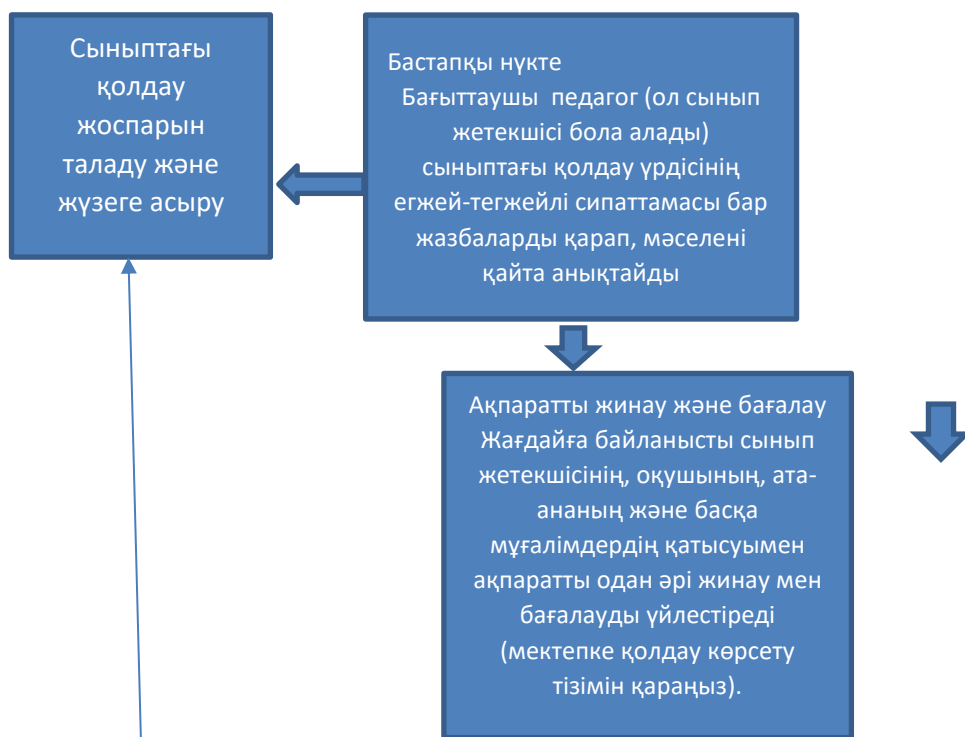 Сыныптағы
қолдау
жоспарын
таладу және
жүзеге асыру
Бастапқы нүкте
Бағыттаушы педагог (ол сынып
жетекшісі бола алады)
сыныптағы қолдау үрдісінің
егжей-тегжейлі сипаттамасы бар
жазбаларды қарап, мәселені
қайта анықтайды
Ақпаратты жинау және бағалау
Жағдайға байланысты сынып
жетекшісінің, оқушының, ата-
ананың және басқа
мұғалімдердің қатысуымен
ақпаратты одан әрі жинау мен
бағалауды үйлестіреді
(мектепке қолдау көрсету
тізімін қараңыз).